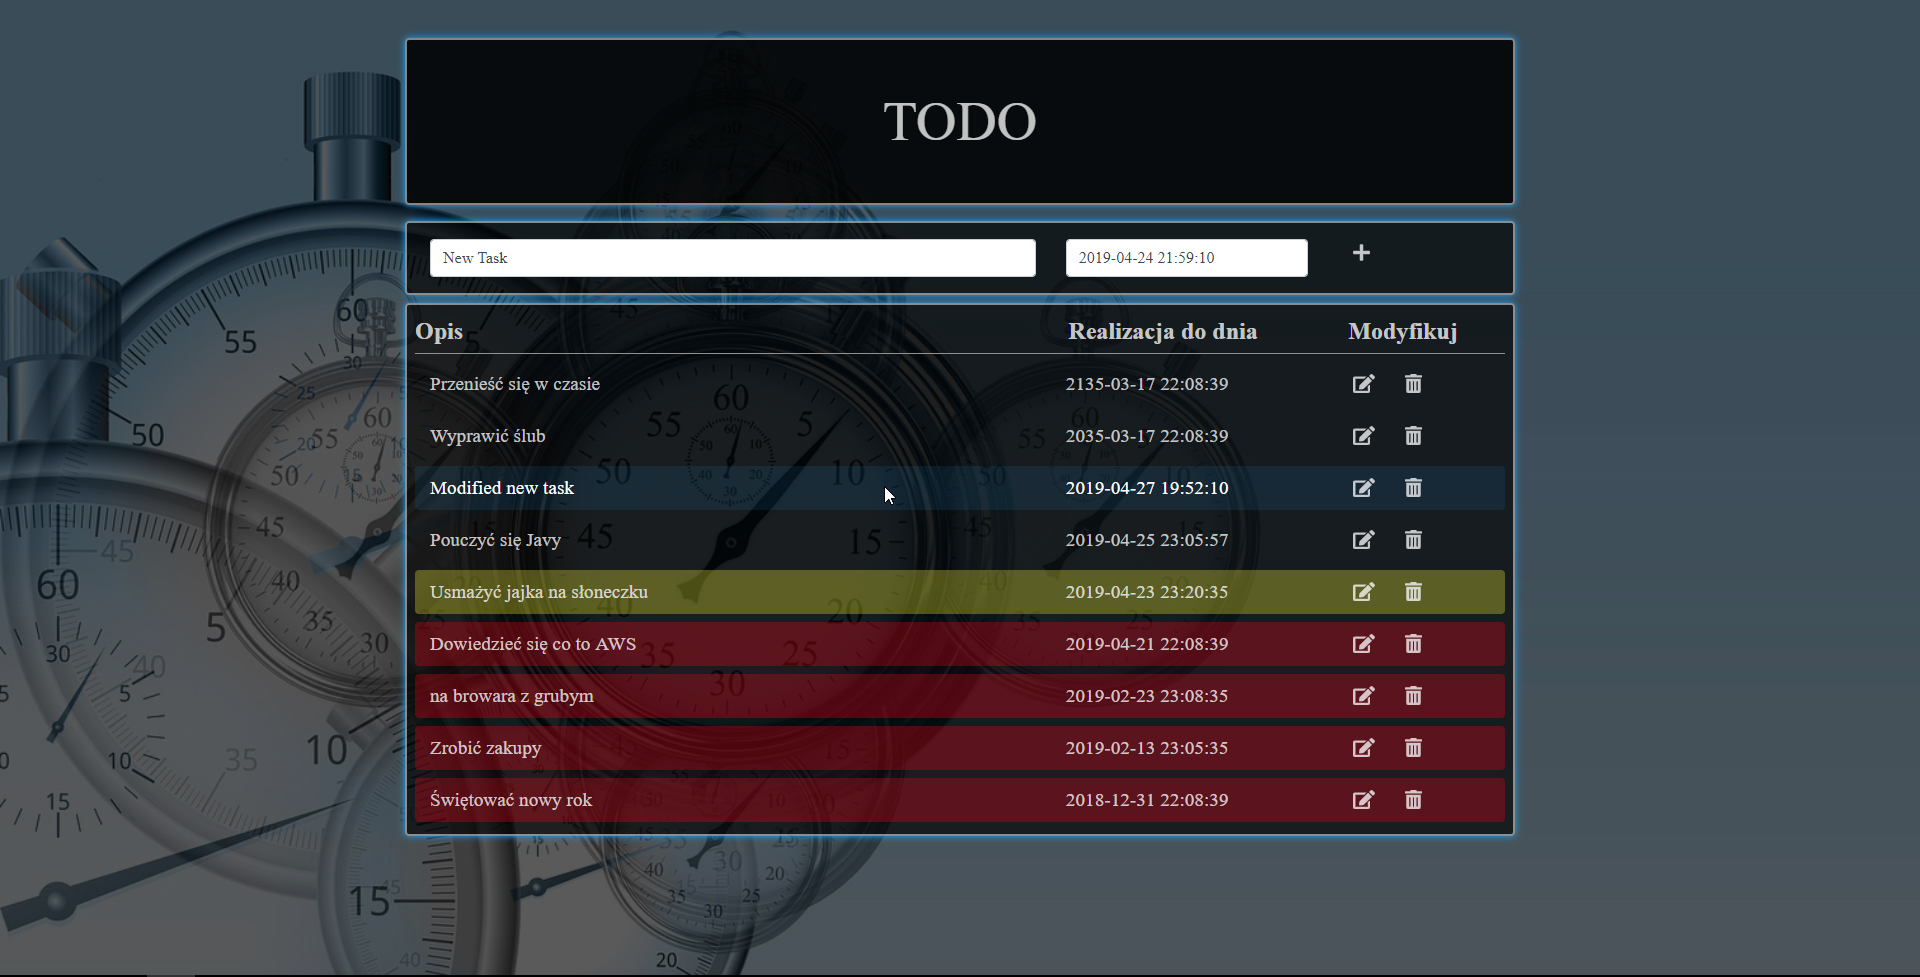 TODO
New Task 2019-04-24 21:59:10
Opis Realizacja do dnia Modyfikuj
Przenieść się w czasie 2135-03-17 22:08:39
Wyprawić ślub 2035-03-17 22:08:39
Modified new task 2019-04-27 19:52:10
Pouczyć się Javy 2019-04-25 23:05:57
Usmażyć jajka na słoneczku 2019-04-23 23:20:35
Dowiedzieć się co to AWS 2019-04-21 22:08:39
na browara z grubym 2019-02-23 23:08:35
Zrobić zakupy 2019-02-13 23:05:35
Świętować nowy rok 2018-12-31 22:08:39